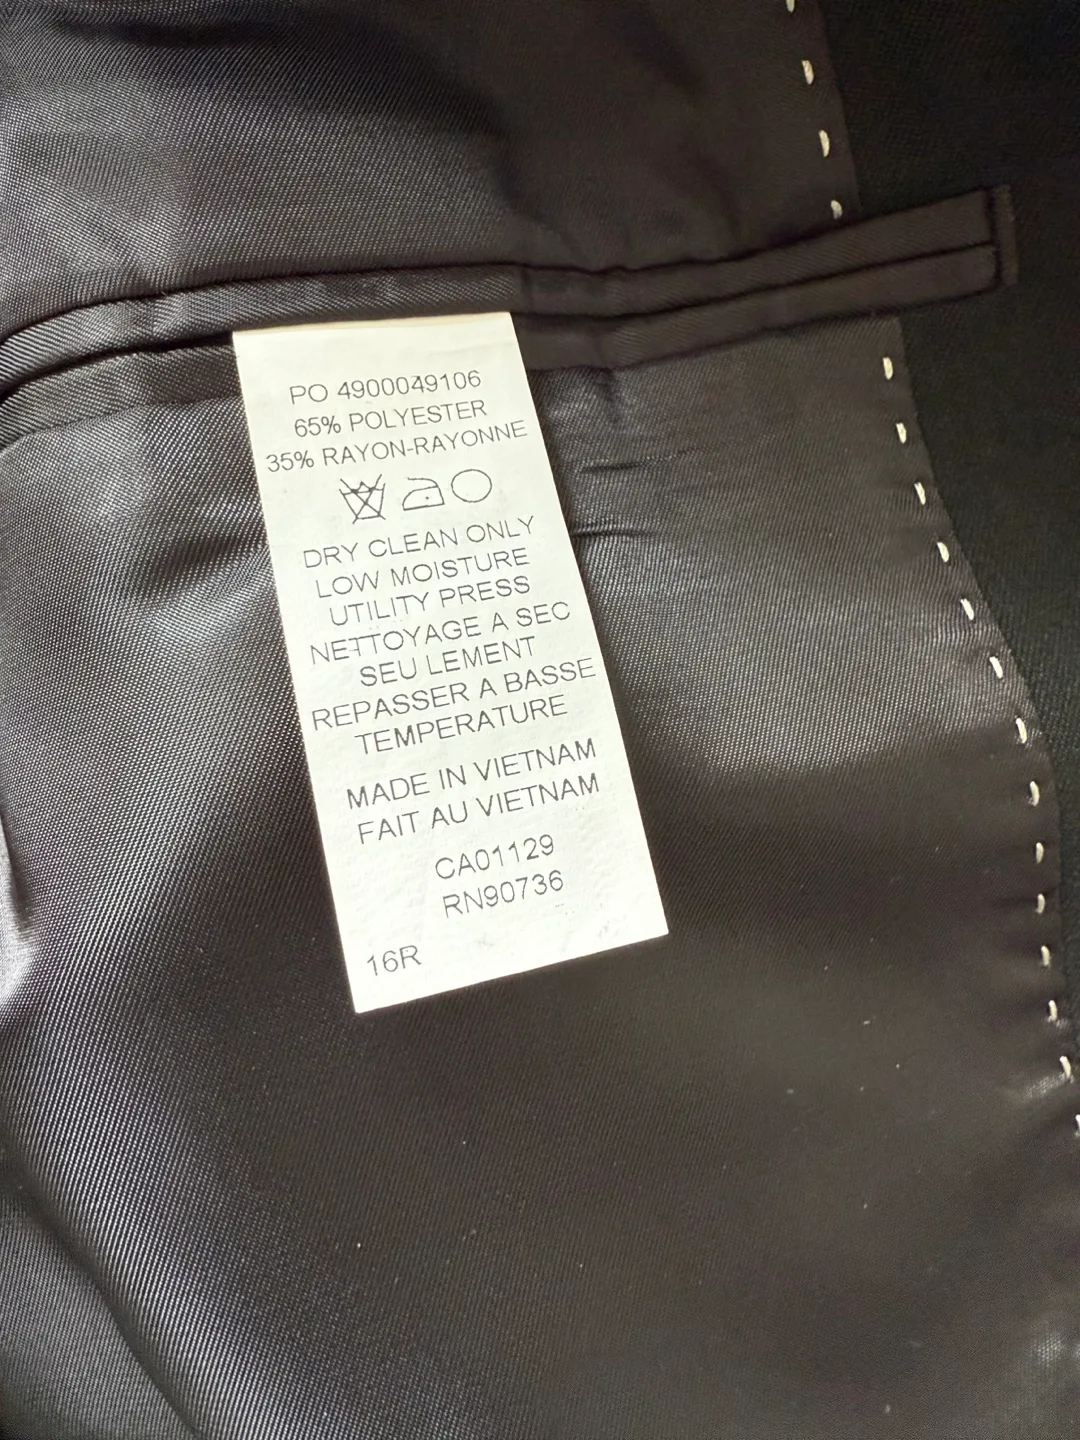 PO 4900049106
65% POLYESTER
35% RAYON-RAYONNE
DRY CLEAN ONLY
LOW MOISTURE
UTILITY PRESS
NETTOYAGE A SEC
SEU LEMENT
REPASSER A BASSE
TEMPERATURE
MADE IN VIETNAM
FAIT AU VIETNAM
CA01129
RN90736
16R